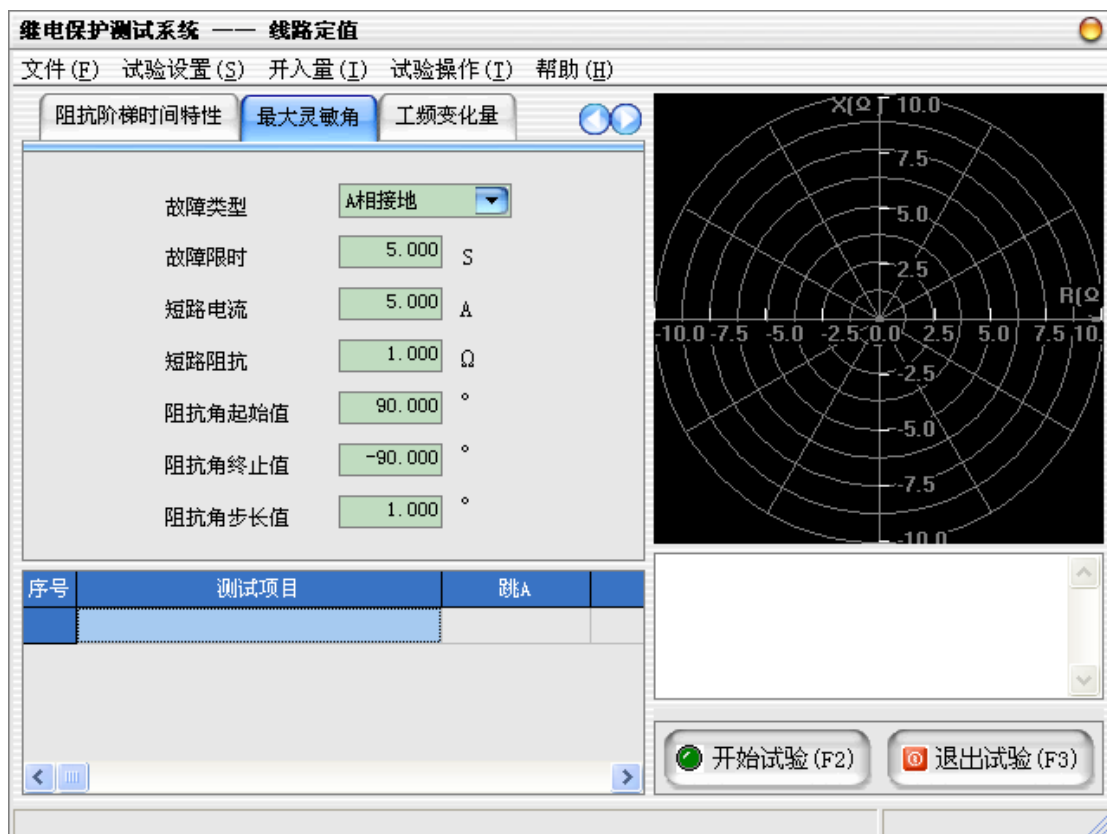 继电保护测试系统 —— 线路定值
文件(F) 试验设置(S) 开入量(I) 试验操作(T) 帮助(H)
阻抗阶梯时间特性 最大灵敏角 工频变化量
故障类型 A相接地
故障限时 5.000 S
短路电流 5.000 A
短路阻抗 1.000 Ω
阻抗角起始值 90.000 °
阻抗角终止值 -90.000 °
阻抗角步长值 1.000 °
X(Ω 10.0
7.5
5.0
2.5
R(Ω
-10.0 -7.5 -5.0 -2.5 0.0 2.5 5.0 7.5 10.
-2.5
-5.0
-7.5
-10.0
序号 测试项目 跳A
开始试验(F2) 退出试验(F3)